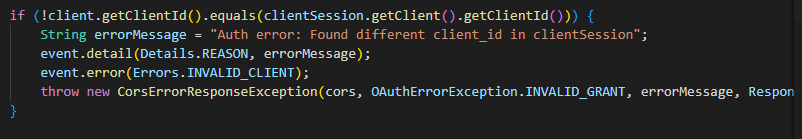 if (!client.getClientId().equals(clientSession.getClient().getClientId())) {
String errorMessage = "Auth error: Found different client_id in clientSession";
event.detail(Details.REASON, errorMessage);
event.error(Errors.INVALID_CLIENT);
throw new CorsErrorResponseException(cors, OAuthErrorException.INVALID_GRANT, errorMessage, Respon
}